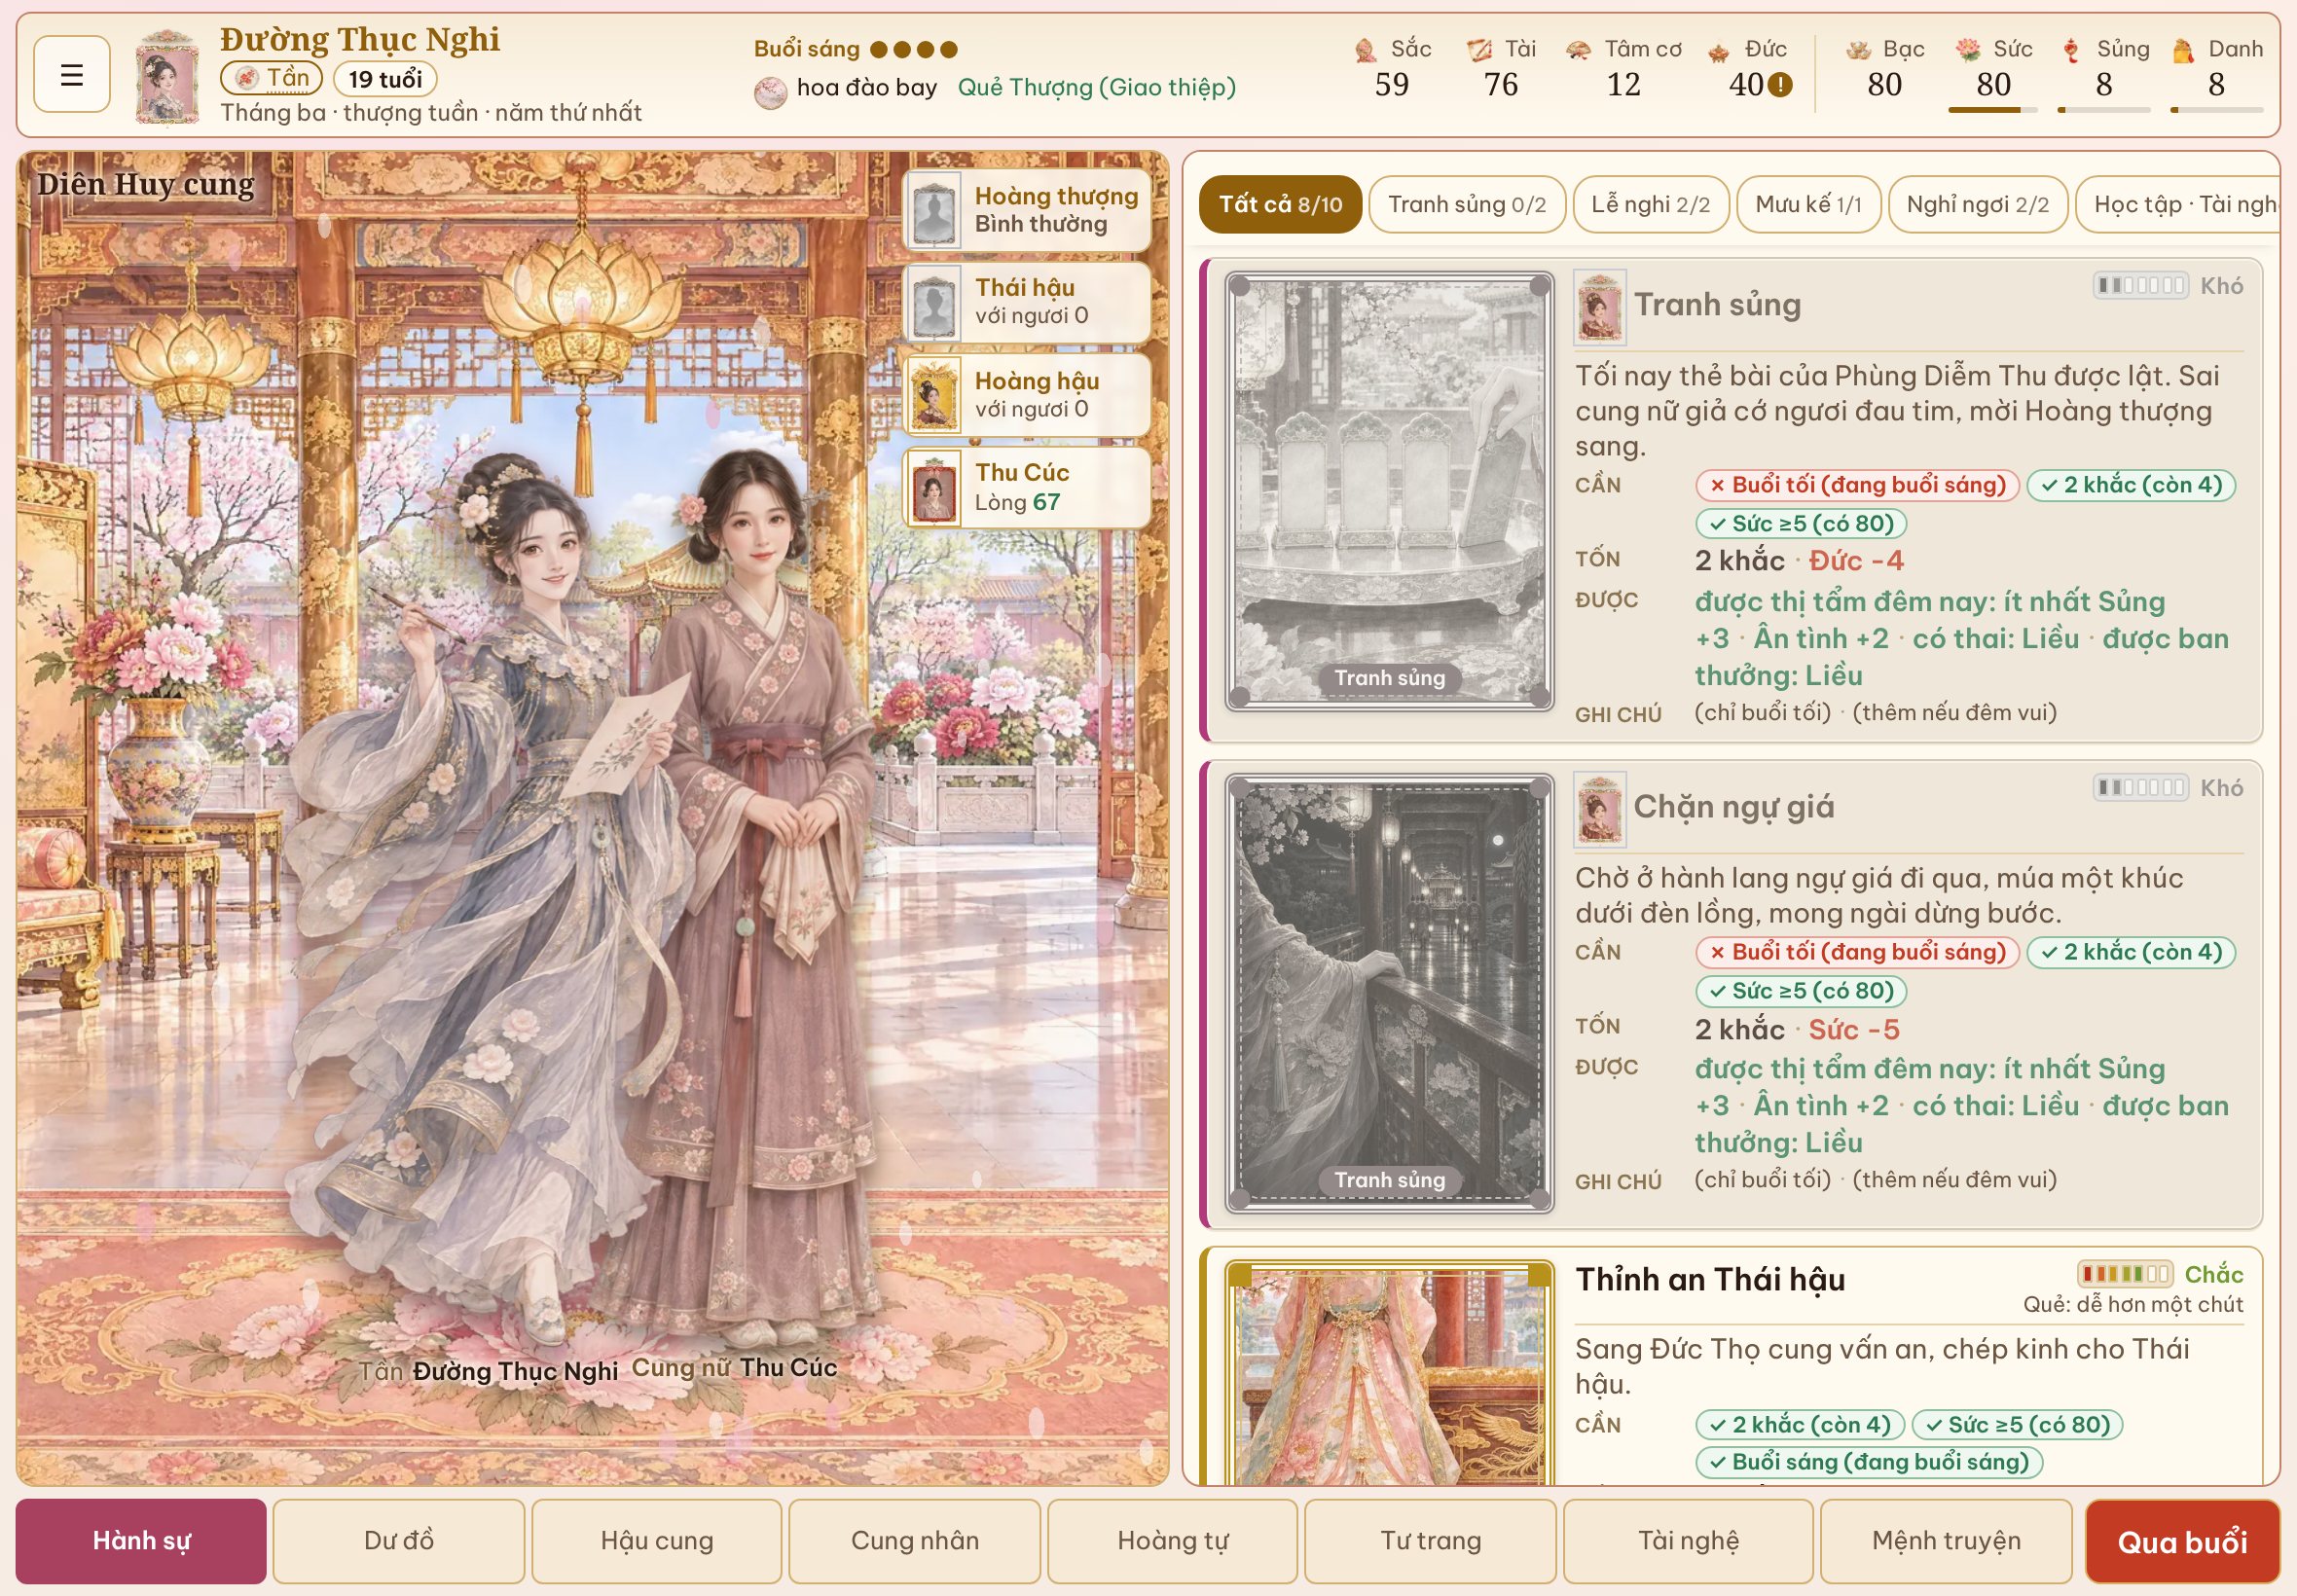 ☰
Đường Thục Nghi
Tần 19 tuổi
Tháng ba · thượng tuần · năm thứ nhất
Buổi sáng
hoa đào bay Quẻ Thượng (Giao thiệp)
Sắc Tài Tâm cơ Đức Bạc Sức Sủng Danh
59 76 12 40 ! 80 80 8 8
Diên Huy cung
Hoàng thượng
Bình thường
Thái hậu
với ngươi 0
Hoàng hậu
với ngươi 0
Thu Cúc
Lòng 67
Tần Đường Thục Nghi Cung nữ Thu Cúc
Tất cả 8/10 Tranh sủng 0/2 Lễ nghi 2/2 Mưu kế 1/1 Nghỉ ngơi 2/2 Học tập · Tài ngh
Tranh sủng
Tranh sủng Khó
Tối nay thẻ bài của Phùng Diễm Thu được lật. Sai
cung nữ giả cớ ngươi đau tim, mời Hoàng thượng
sang.
CẦN × Buổi tối (đang buổi sáng) ✓ 2 khắc (còn 4)
✓ Sức ≥5 (có 80)
TỐN 2 khắc · Đức -4
ĐƯỢC được thị tẩm đêm nay: ít nhất Sủng
+3 · Ân tình +2 · có thai: Liều · được ban
thưởng: Liều
GHI CHÚ (chỉ buổi tối) · (thêm nếu đêm vui)
Tranh sủng
Chặn ngự giá Khó
Chờ ở hành lang ngự giá đi qua, múa một khúc
dưới đèn lồng, mong ngài dừng bước.
CẦN × Buổi tối (đang buổi sáng) ✓ 2 khắc (còn 4)
✓ Sức ≥5 (có 80)
TỐN 2 khắc · Sức -5
ĐƯỢC được thị tẩm đêm nay: ít nhất Sủng
+3 · Ân tình +2 · có thai: Liều · được ban
thưởng: Liều
GHI CHÚ (chỉ buổi tối) · (thêm nếu đêm vui)
Thỉnh an Thái hậu Chắc
Quẻ: dễ hơn một chút
Sang Đức Thọ cung vấn an, chép kinh cho Thái
hậu.
CẦN ✓ 2 khắc (còn 4) ✓ Sức ≥5 (có 80)
✓ Buổi sáng (đang buổi sáng)
Hành sự Dư đồ Hậu cung Cung nhân Hoàng tự Tư trang Tài nghệ Mệnh truyện Qua buổi